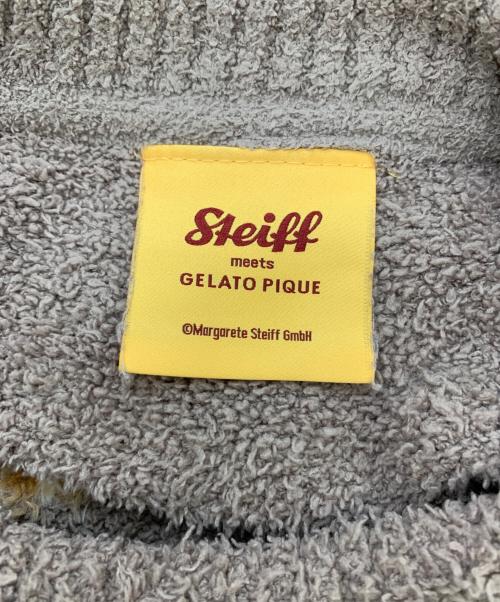 Steiff
meets
GELATO PIQUE
©Margarete Steiff GmbH